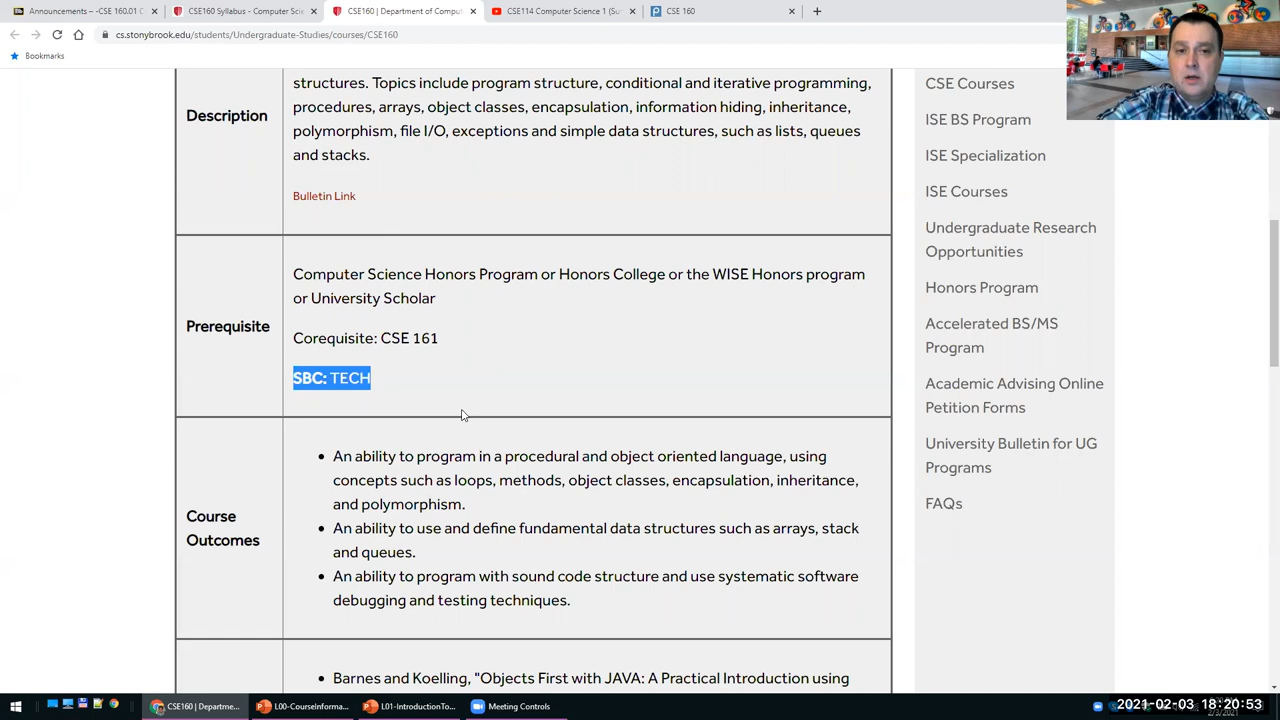 Announcements – -CSE 160.01 C
CSE160 Syllabus - Computer Scie
CSE160 | Department of Comput
CSE114 Computer Science 1 (Su
CSE 160
cs.stonybrook.edu/students/Undergraduate-Studies/courses/CSE160
Bookmarks
Description
structures. Topics include program structure, conditional and iterative programming,
procedures, arrays, object classes, encapsulation, information hiding, inheritance,
polymorphism, file I/O, exceptions and simple data structures, such as lists, queues
and stacks.
Bulletin Link
Prerequisite
Computer Science Honors Program or Honors College or the WISE Honors program
or University Scholar
Corequisite: CSE 161
SBC: TECH
Course
Outcomes
• An ability to program in a procedural and object oriented language, using
concepts such as loops, methods, object classes, encapsulation, inheritance,
and polymorphism.
• An ability to use and define fundamental data structures such as arrays, stack
and queues.
• An ability to program with sound code structure and use systematic software
debugging and testing techniques.
• Barnes and Koelling, "Objects First with JAVA: A Practical Introduction using
CSE Courses
ISE BS Program
ISE Specialization
ISE Courses
Undergraduate Research
Opportunities
Honors Program
Accelerated BS/MS
Program
Academic Advising Online
Petition Forms
University Bulletin for UG
Programs
FAQs
CSE160 | Departme...
L00-CourseInforma...
L01-IntroductionTo...
Meeting Controls
2021-02-03 18:20:53